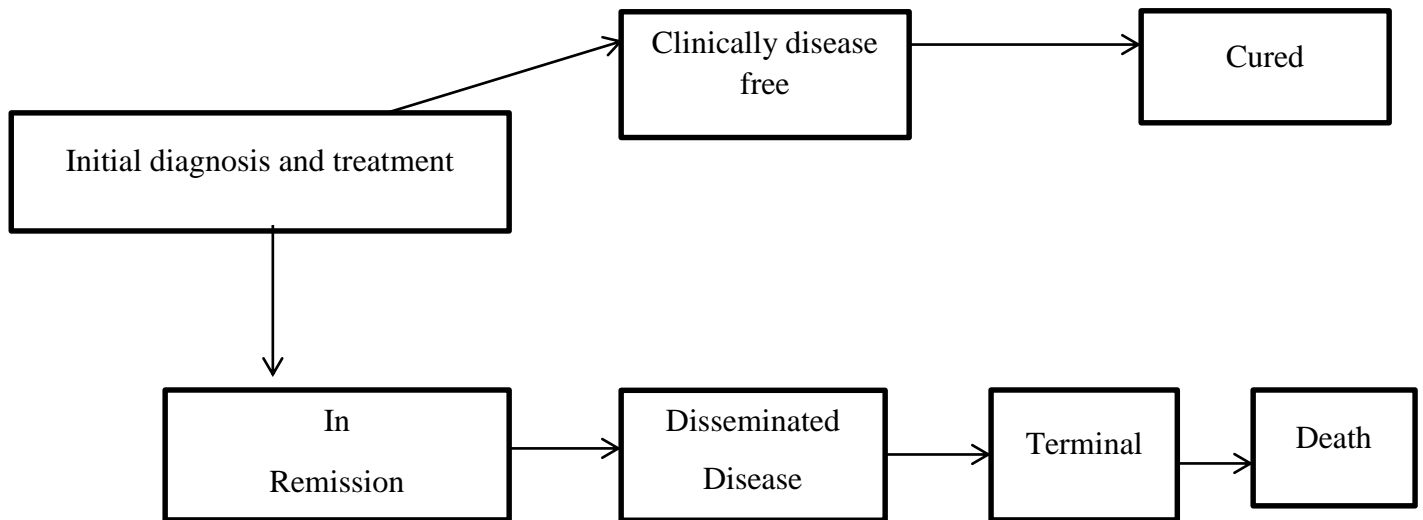 Clinically disease
free
Cured
Initial diagnosis and treatment
In
Remission
Disseminated
Disease
Terminal
Death